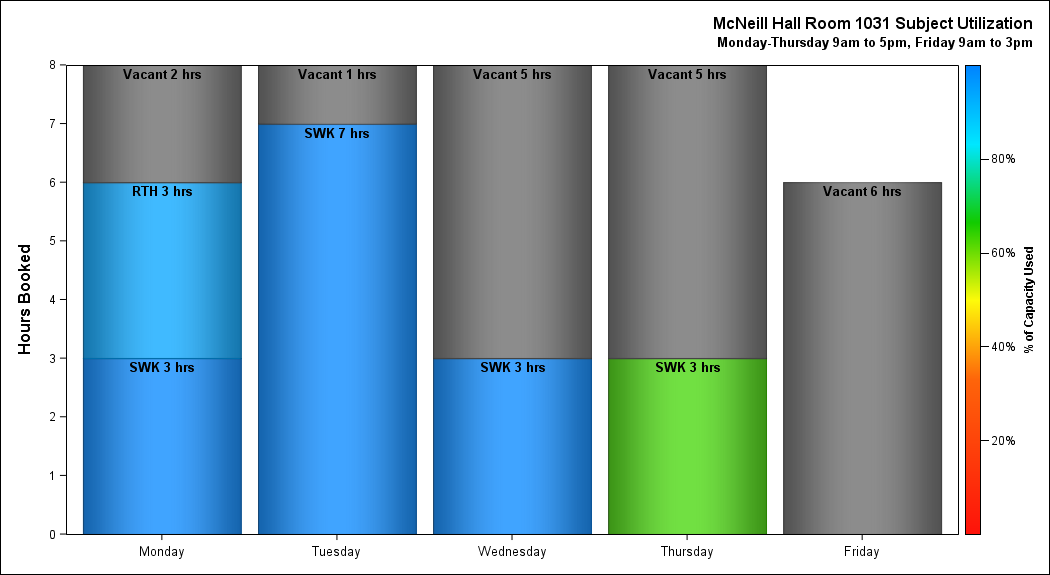 McNeill Hall Room 1031 Subject Utilization
Monday-Thursday 9am to 5pm, Friday 9am to 3pm
Hours Booked
8
7
6
5
4
3
2
1
0
Vacant 2 hrs
RTH 3 hrs
SWK 3 hrs
Vacant 1 hrs
SWK 7 hrs
Vacant 5 hrs
SWK 3 hrs
Vacant 5 hrs
SWK 3 hrs
Vacant 6 hrs
Monday
Tuesday
Wednesday
Thursday
Friday
80%
60%
40%
20%
% of Capacity Used